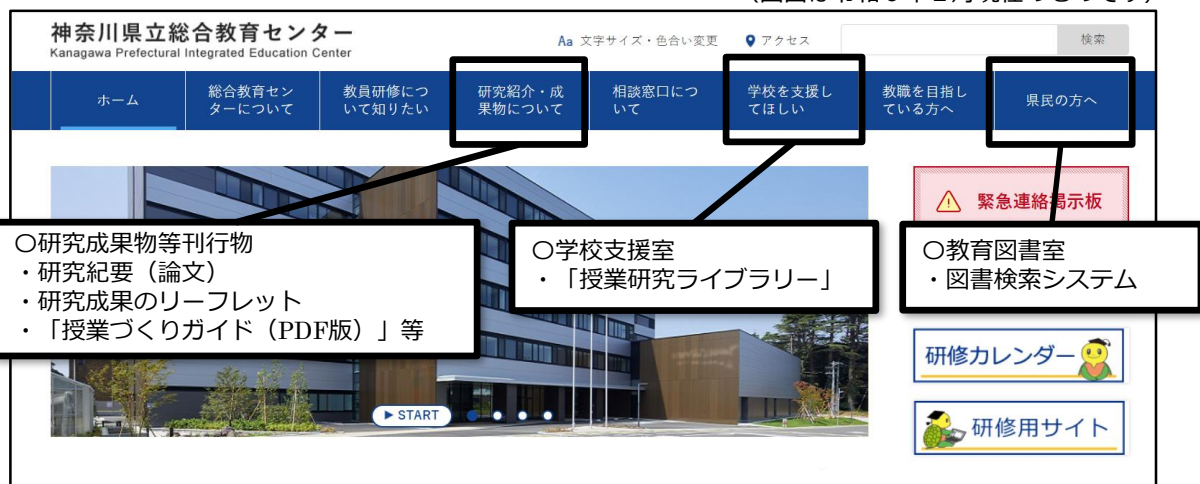 神奈川県立総合教育センター
Kanagawa Prefectural Integrated Education Center
Aa 文字サイズ・色合い変更
アクセス
検索
ホーム
総合教育セン
ターについて
教員研修につ
いて知りたい
研究紹介・成
果物について
相談窓口につ
いて
学校を支援し
てほしい
教職を目指し
ている方へ
県民の方へ
緊急連絡掲示板
〇研究成果物等刊行物
・研究紀要（論文）
・研究成果のリーフレット
・「授業づくりガイド（PDF版）」等
〇学校支援室
・「授業研究ライブラリー」
〇教育図書室
・図書検索システム
研修カレンダー
START
研修用サイト